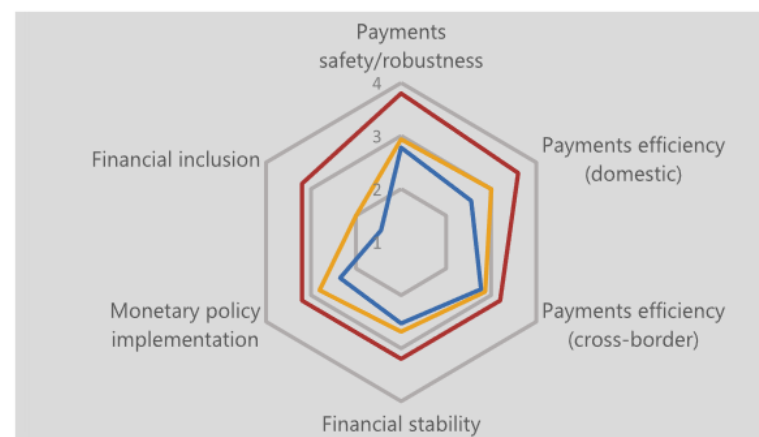 Payments
safety/robustness
4
3
Financial inclusion
Payments efficiency
(domestic)
2
1
Monetary policy
implementation
Payments efficiency
(cross-border)
Financial stability